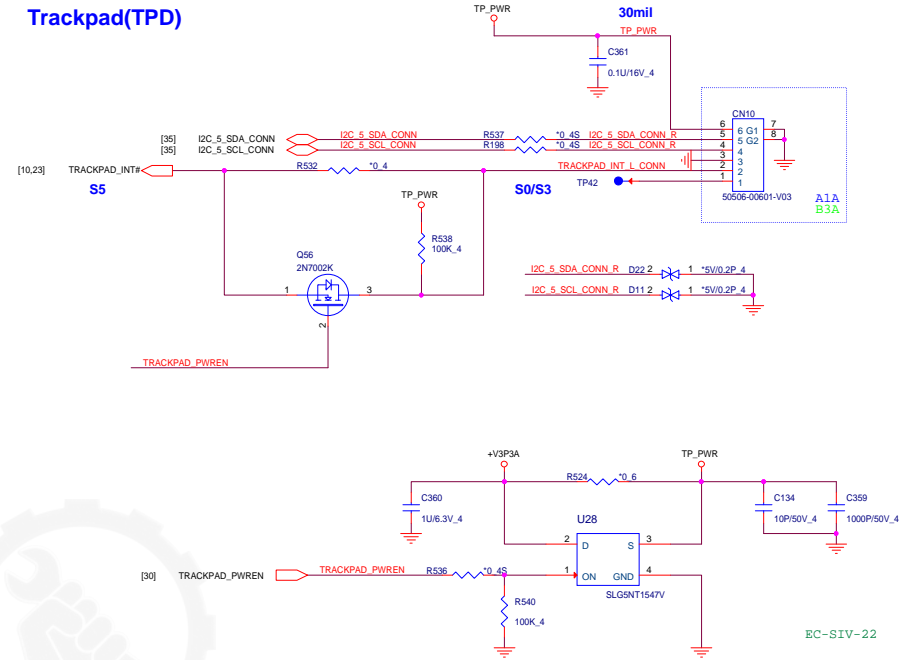 Trackpad(TPD)
TP_PWR
30mil
TP_PWR
C361
0.1U/16V_4
CN10
[35] I2C_5_SDA_CONN I2C_5_SDA_CONN R537 *0_4S I2C_5_SDA_CONN_R 6 6 G1 7
[35] I2C_5_SCL_CONN I2C_5_SCL_CONN R198 *0_4S I2C_5_SCL_CONN_R 5 5 G2 8
4 4
3 3
[10,23] TRACKPAD_INT# R532 *0_4 TRACKPAD_INT_L_CONN 2 2
S5 S0/S3 TP42 1 1
50506-00601-V03 A1A
B3A
TP_PWR
R538
100K_4
Q56
2N7002K
1 3
2
I2C_5_SDA_CONN_R D22 2 1 *5V/0.2P_4
I2C_5_SCL_CONN_R D11 2 1 *5V/0.2P_4
TRACKPAD_PWREN
+V3P3A TP_PWR
R524 *0_6
C360
1U/6.3V_4
C134
10P/50V_4
C359
1000P/50V_4
U28
2 D S 3
[30] TRACKPAD_PWREN TRACKPAD_PWREN R536 *0_4S 1 ON GND 4
SLG5NT1547V
R540
100K_4
EC-SIV-22